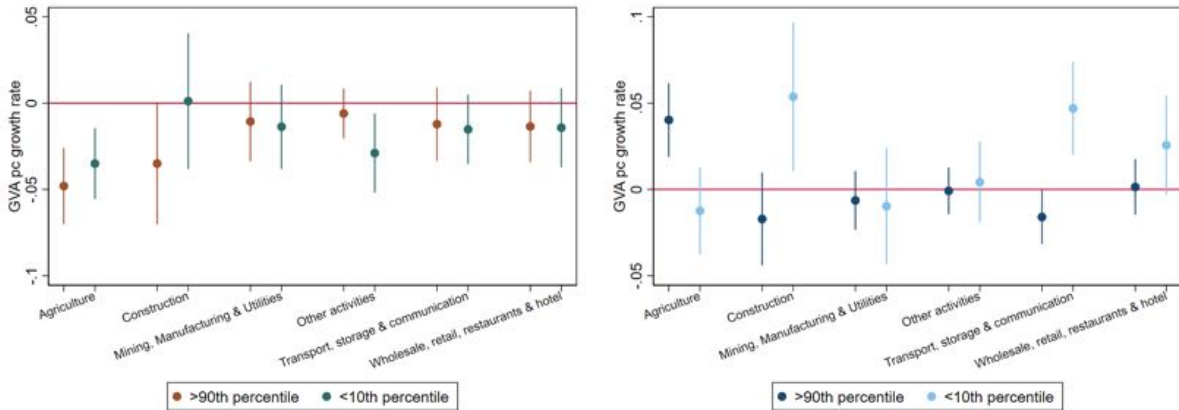 GVA pc growth rate
.05
0
-.05
-.1
Agriculture
Construction
Mining, Manufacturing & Utilities
Other activities
Transport, storage & communication
Wholesale, retail, restaurants & hotel
>90th percentile
<10th percentile
GVA pc growth rate
.1
.05
0
-.05
Agriculture
Construction
Mining, Manufacturing & Utilities
Other activities
Transport, storage & communication
Wholesale, retail, restaurants & hotel
>90th percentile
<10th percentile